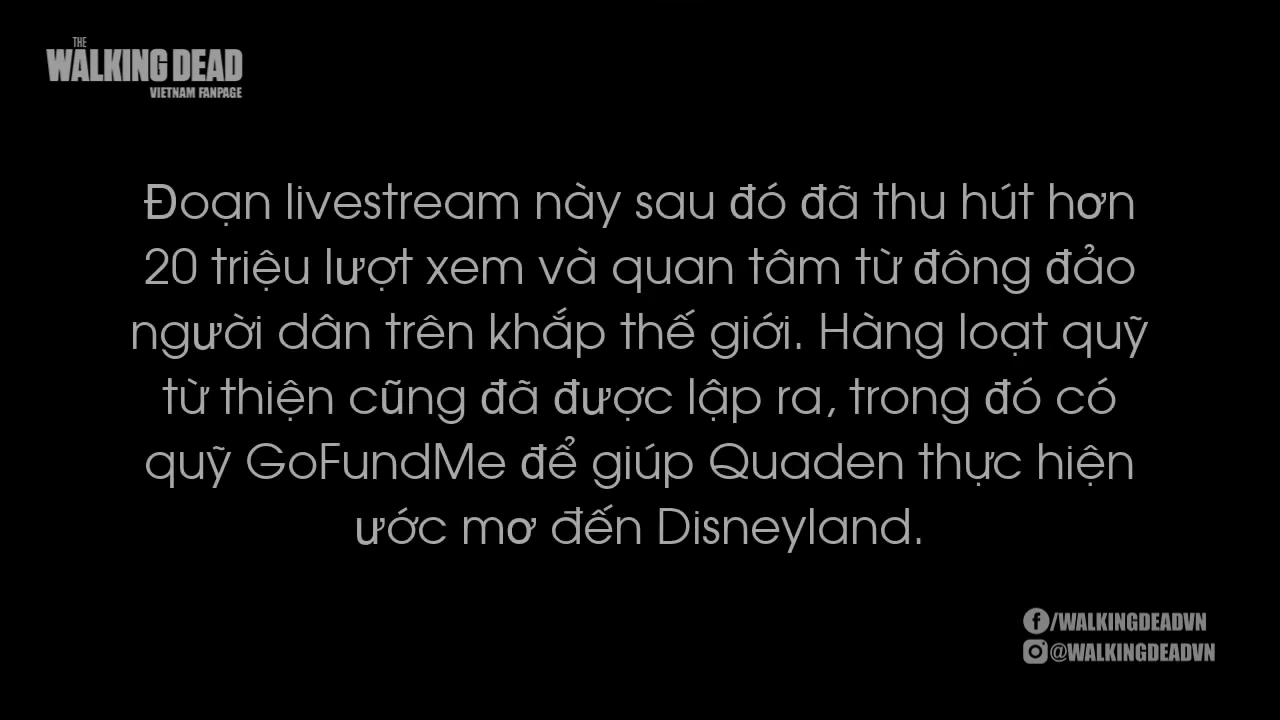 THE
WALKING DEAD
VIETNAM FANPAGE
Đoạn livestream này sau đó đã thu hút hơn
20 triệu lượt xem và quan tâm từ đông đảo
người dân trên khắp thế giới. Hàng loạt quỹ
từ thiện cũng đã được lập ra, trong đó có
quỹ GoFundMe để giúp Quaden thực hiện
ước mơ đến Disneyland.
/WALKINGDEADVN
@WALKINGDEADVN